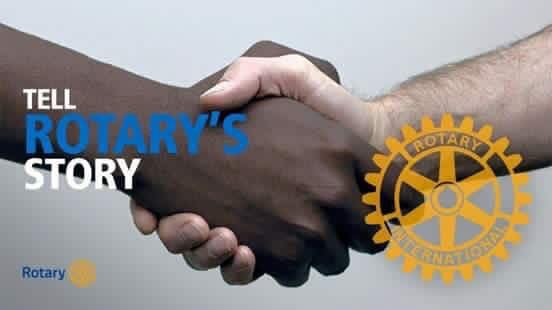 TELL
ROTARY'S
STORY
Rotary
ROTARY
INTERNATIONAL